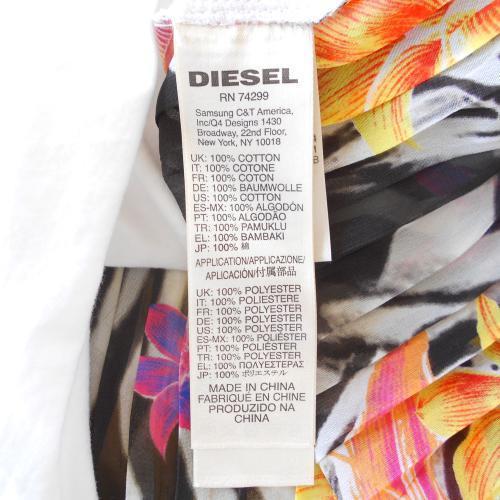 DIESEL
RN 74299
Samsung C&T America,
Inc/Q4 Designs 1430
Broadway, 22nd Floor,
New York, NY 10018
UK: 100% COTTON
IT: 100% COTONE
FR: 100% COTON
DE: 100% BAUMWOLLE
US: 100% COTTON
ES-MX: 100% ALGODÓN
PT: 100% ALGODÃO
TR: 100% PAMUKLU
EL: 100% BAMBAKI
JP: 100% 綿
APPLICATION/APPLICAZIONE/
APLICACIÓN/付属部品
UK: 100% POLYESTER
IT: 100% POLIESTERE
FR: 100% POLYESTER
DE: 100% POLYESTER
US: 100% POLYESTER
ES-MX: 100% POLIÉSTER
PT: 100% POLIÉSTER
TR: 100% POLYESTER
EL: 100% ΠΟΛΥΕΣΤΕΡΑΣ
JP: 100% ポリエステル
MADE IN CHINA
FABRIQUÉ EN CHINE
PRODUZIDO NA
CHINA